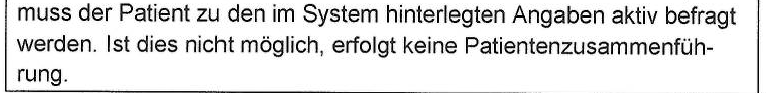 muss der Patient zu den im System hinterlegten Angaben aktiv befragt
werden. Ist dies nicht möglich, erfolgt keine Patientenzusammenfüh-
rung.